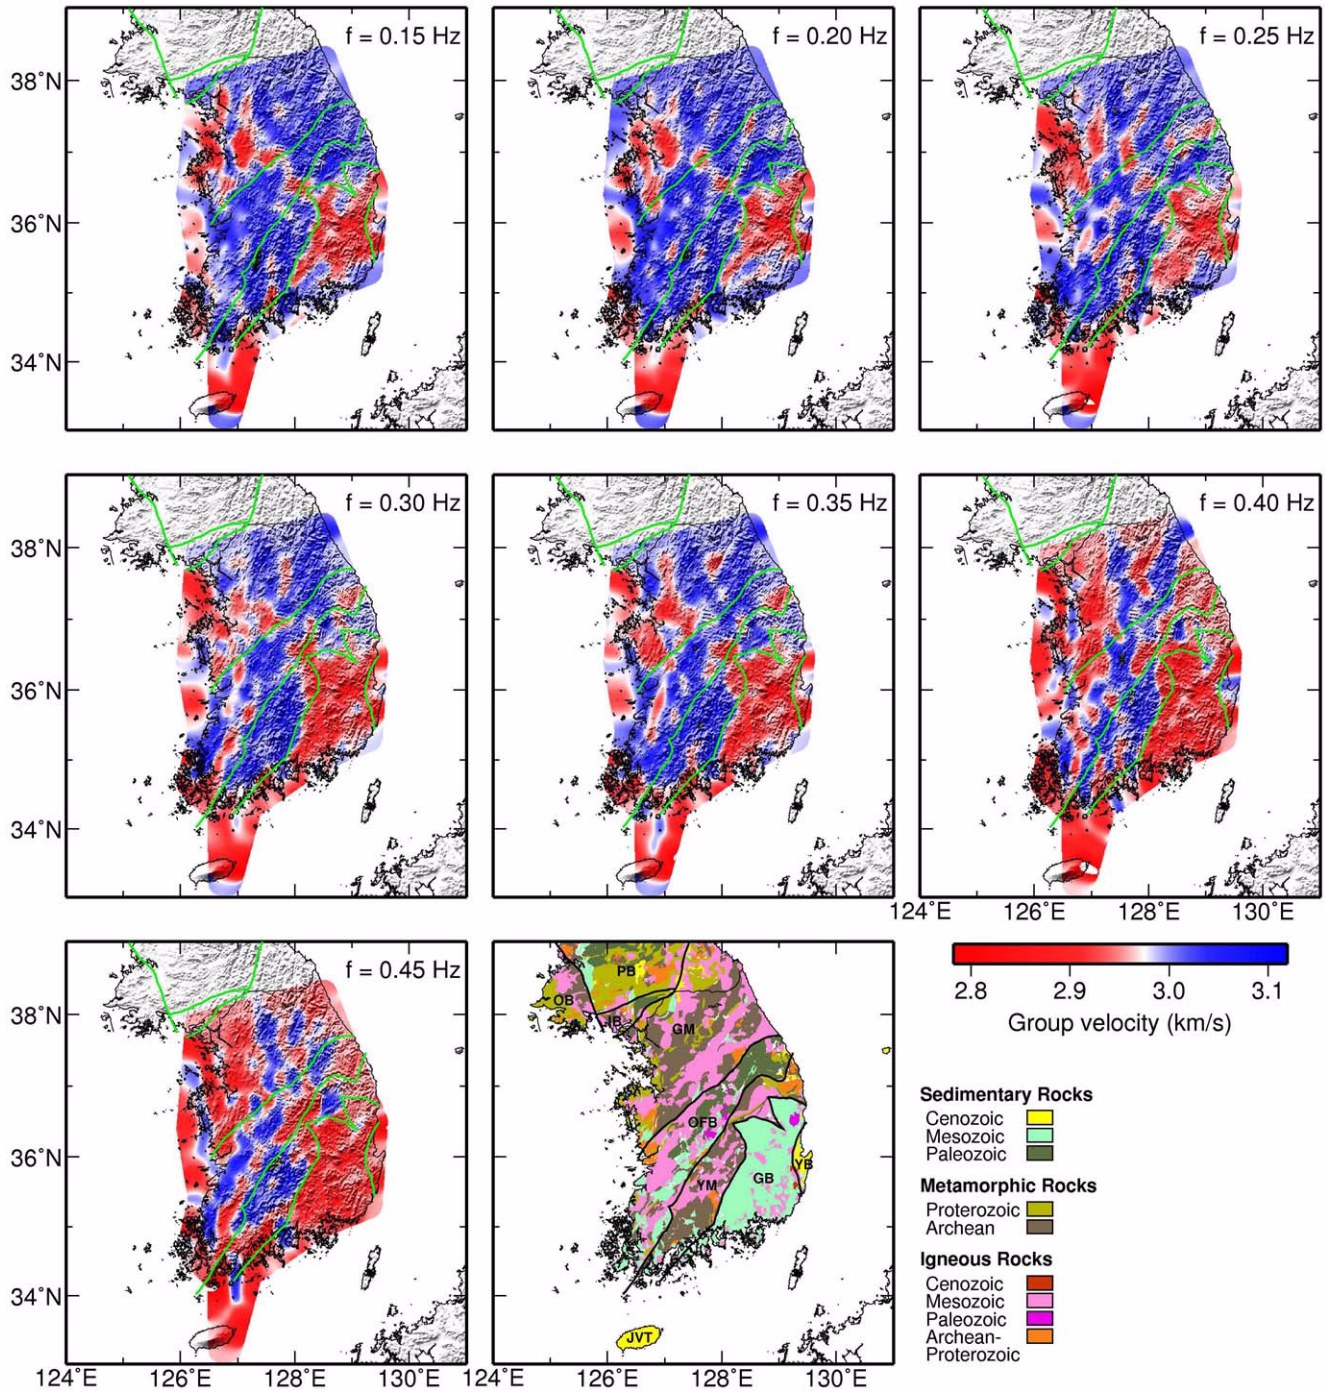 f = 0.15 Hz
f = 0.20 Hz
f = 0.25 Hz
38˚N
36˚N
34˚N
f = 0.30 Hz
f = 0.35 Hz
f = 0.40 Hz
38˚N
36˚N
34˚N
124˚E 126˚E 128˚E 130˚E
f = 0.45 Hz
38˚N
36˚N
34˚N
124˚E 126˚E 128˚E 130˚E
126˚E 128˚E 130˚E
PB
OB
IB
GM
OFB
YM
GB
YB
JVT
2.8 2.9 3.0 3.1
Group velocity (km/s)
Sedimentary Rocks
Cenozoic
Mesozoic
Paleozoic
Metamorphic Rocks
Proterozoic
Archean
Igneous Rocks
Cenozoic
Mesozoic
Paleozoic
Archean-
Proterozoic